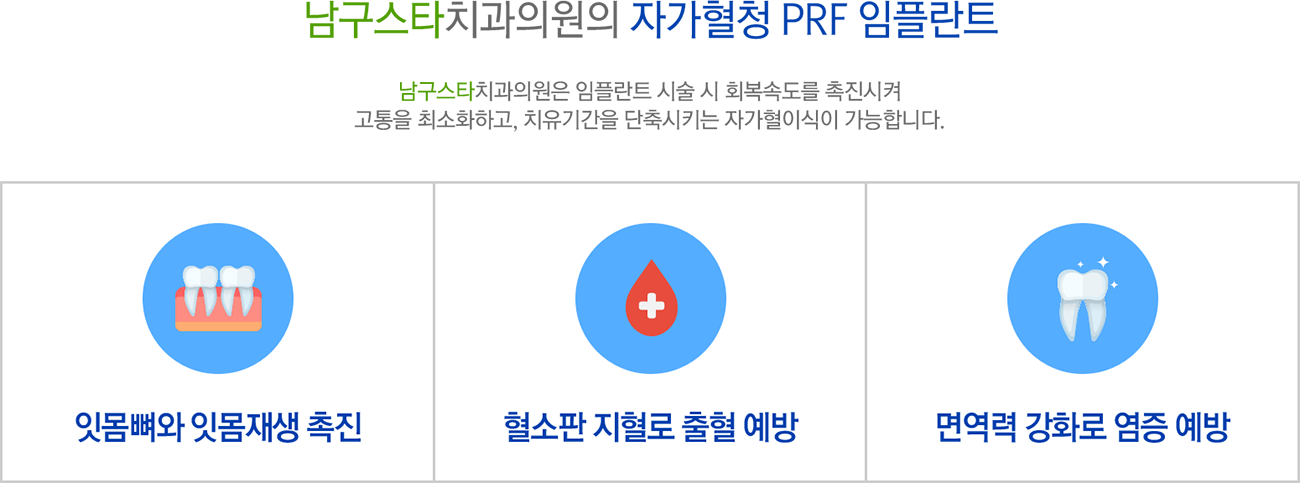 남구스타치과의원의 자가혈청 PRF 임플란트
남구스타치과의원은 임플란트 시술 시 회복속도를 촉진시켜
고통을 최소화하고, 치유기간을 단축시키는 자가혈이식이 가능합니다.
잇몸뼈와 잇몸재생 촉진
혈소판 지혈로 출혈 예방
면역력 강화로 염증 예방